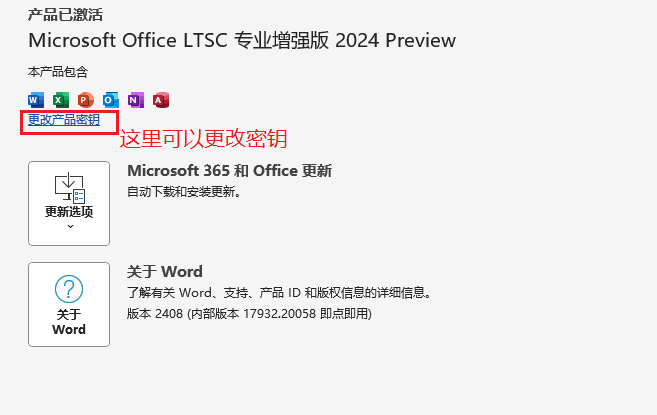 产品已激活
Microsoft Office LTSC 专业增强版 2024 Preview
本产品包含
W X P O N A
更改产品密钥
这里可以更改密钥
Microsoft 365 和 Office 更新
自动下载和安装更新。
更新选项
关于 Word
了解有关 Word、支持、产品 ID 和版权信息的详细信息。
版本 2408 (内部版本 17932.20058 即点即用)
?
关于
Word